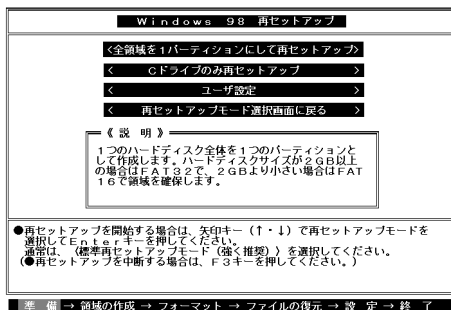 Windows 98 再セットアップ
<全領域を1パーティションにして再セットアップ>
< Cドライブのみ再セットアップ >
< ユーザ設定 >
< 再セットアップモード選択画面に戻る >
《 説 明 》
1つのハードディスク全体を1つのパーティションと
して作成します。ハードディスクサイズが2GB以上
の場合はFAT32で、2GBより小さい場合はFAT
16で領域を確保します。
●再セットアップを開始する場合は、矢印キー(↑・↓)で再セットアップモードを
選択してEnterキーを押してください。
通常は、〈標準再セットアップモード(強く推奨)〉を選択してください。
(●再セットアップを中断する場合は、F3キーを押してください。)
準 備 → 領域の作成 → フォーマット → ファイルの復元 → 設 定 → 終 了